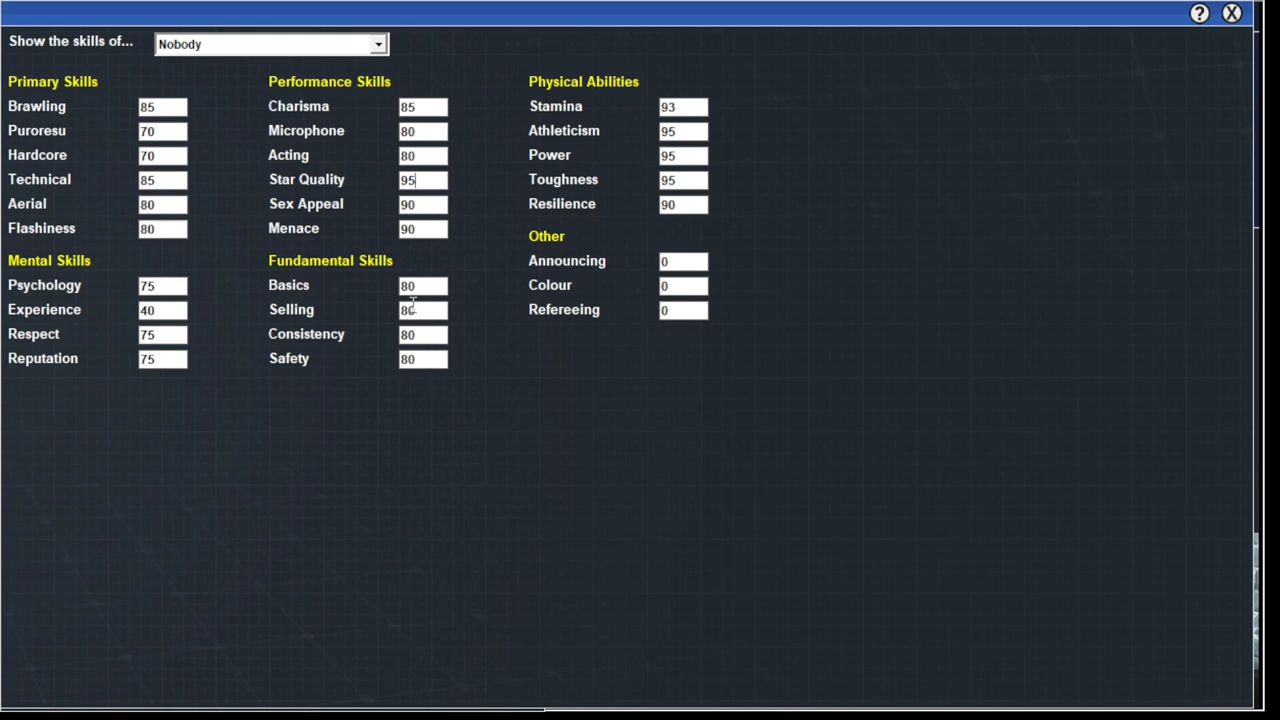 ? X
Show the skills of... Nobody
Primary Skills Performance Skills Physical Abilities
Brawling 85 Charisma 85 Stamina 93
Puroresu 70 Microphone 80 Athleticism 95
Hardcore 70 Acting 80 Power 95
Technical 85 Star Quality 95 Toughness 95
Aerial 80 Sex Appeal 90 Resilience 90
Flashiness 80 Menace 90
Other
Mental Skills Fundamental Skills Announcing 0
Psychology 75 Basics 80 Colour 0
Experience 40 Selling 80 Refereeing 0
Respect 75 Consistency 80
Reputation 75 Safety 80